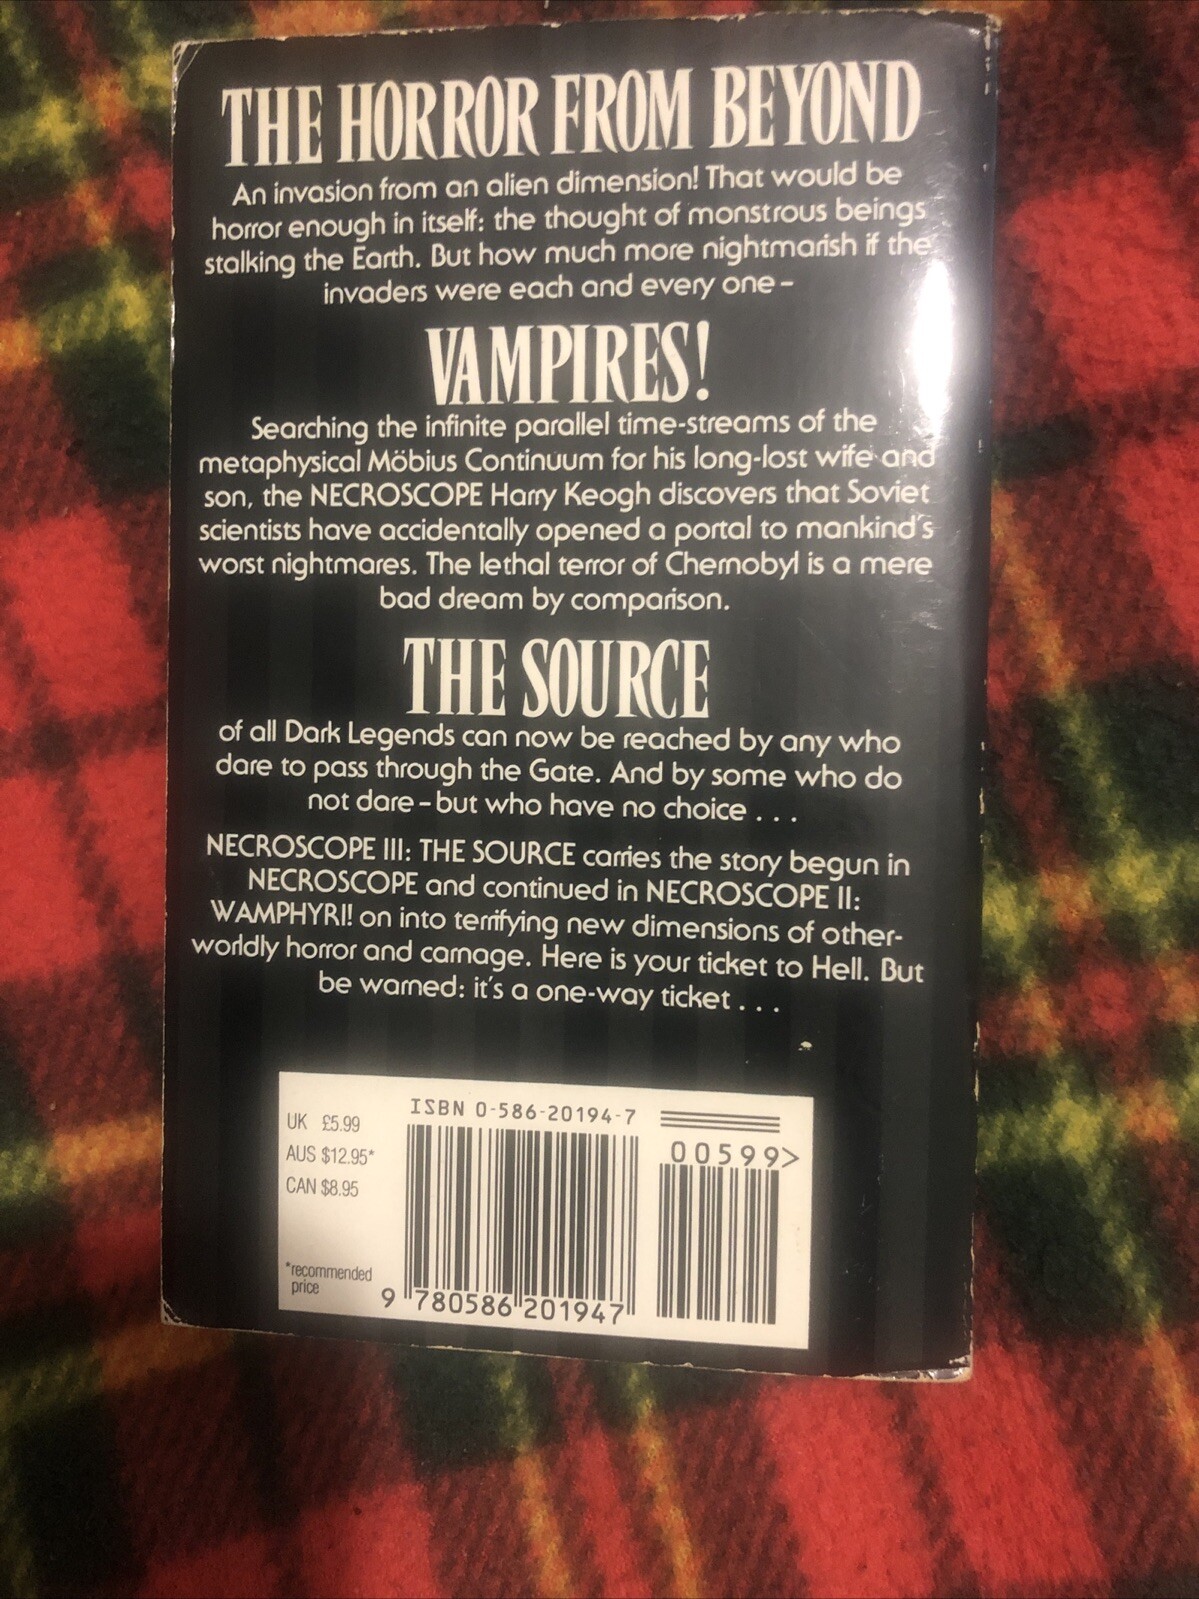 THE HORROR FROM BEYOND
An invasion from an alien dimension! That would be
horror enough in itself: the thought of monstrous beings
stalking the Earth. But how much more nightmarish if the
invaders were each and every one –
VAMPIRES!
Searching the infinite parallel time-streams of the
metaphysical Möbius Continuum for his long-lost wife and
son, the NECROSCOPE Harry Keogh discovers that Soviet
scientists have accidentally opened a portal to mankind's
worst nightmares. The lethal terror of Chernobyl is a mere
bad dream by comparison.
THE SOURCE
of all Dark Legends can now be reached by any who
dare to pass through the Gate. And by some who do
not dare – but who have no choice . . .
NECROSCOPE III: THE SOURCE carries the story begun in
NECROSCOPE and continued in NECROSCOPE II:
WAMPHYRI! on into terrifying new dimensions of other-
worldly horror and carnage. Here is your ticket to Hell. But
be warned: it's a one-way ticket . . .
UK £5.99
AUS $12.95*
CAN $8.95
*recommended
price
ISBN 0-586-20194-7
00599>
9 780586 201947